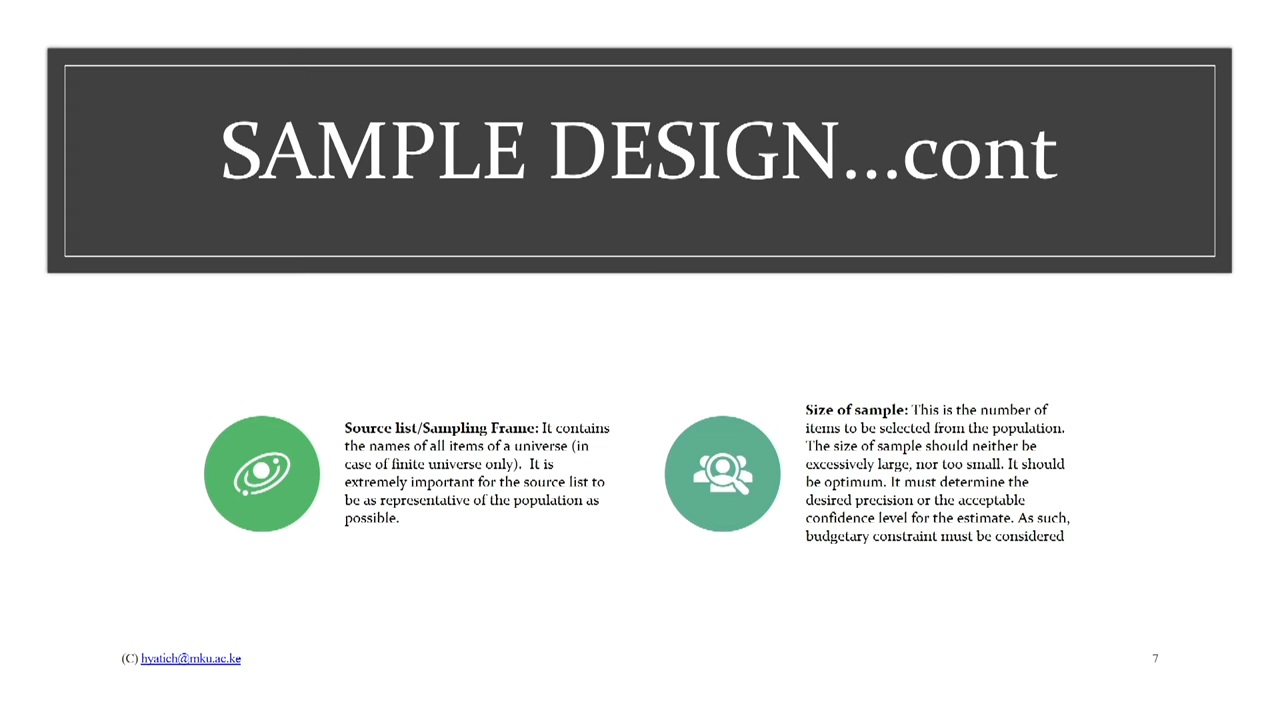 SAMPLE DESIGN...cont
Source list/Sampling Frame: It contains
the names of all items of a universe (in
case of finite universe only). It is
extremely important for the source list to
be as representative of the population as
possible.
Size of sample: This is the number of
items to be selected from the population.
The size of sample should neither be
excessively large, nor too small. It should
be optimum. It must determine the
desired precision or the acceptable
confidence level for the estimate. As such,
budgetary constraint must be considered
(C) hyatich@mku.ac.ke
7